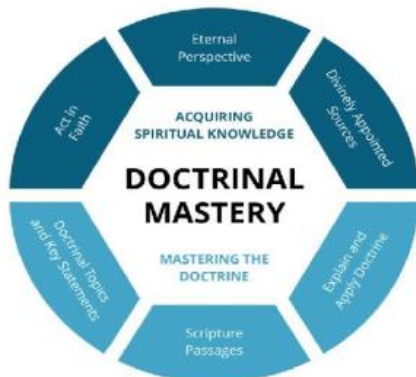 Eternal
Perspective
Act in
Faith
Divinely Appointed
Sources
ACQUIRING
SPIRITUAL KNOWLEDGE
DOCTRINAL
MASTERY
MASTERING THE
DOCTRINE
Doctrinal Topics
and Key Statements
Explain and
Apply Doctrine
Scripture
Passages